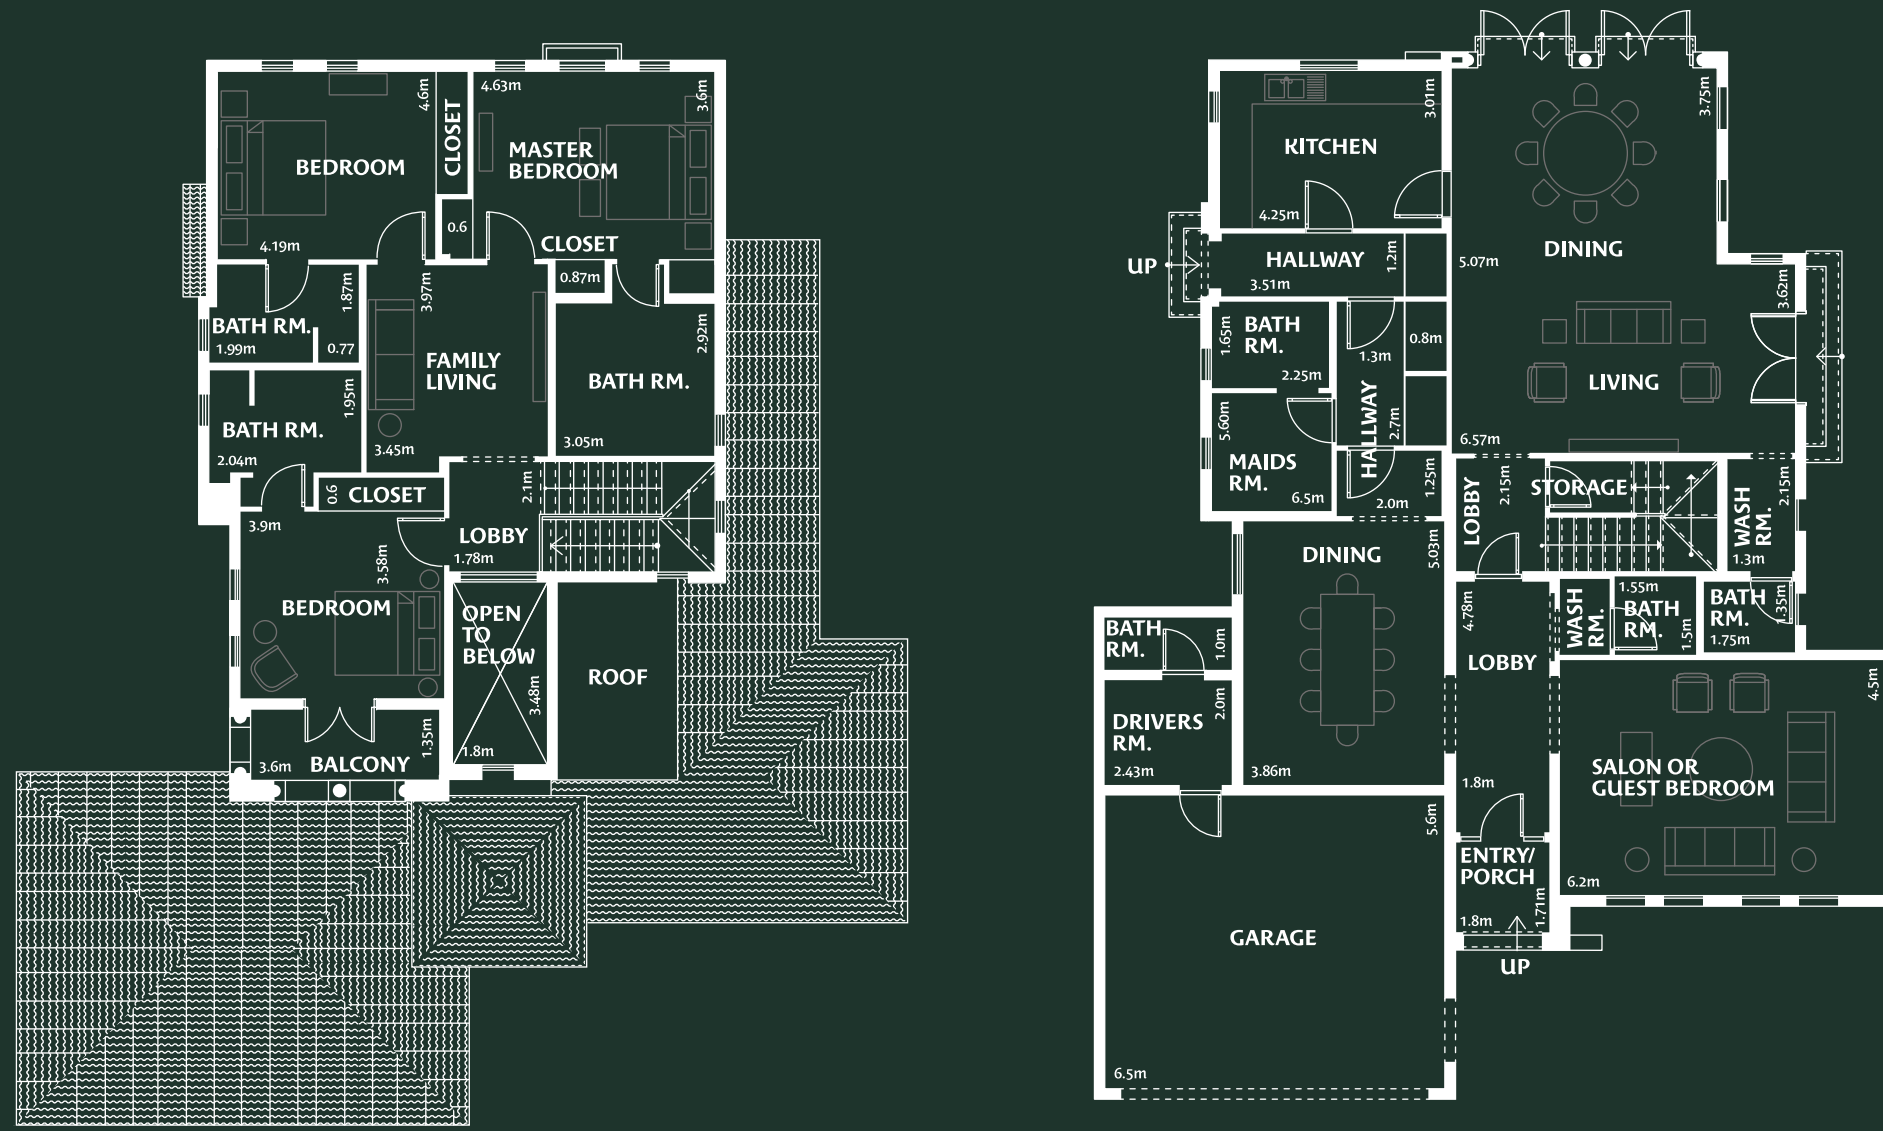 4.6m
CLOSET
4.63m
3.6m
BEDROOM
MASTER
BEDROOM
0.6
4.19m
CLOSET
0.87m
1.87m
3.97m
BATH RM.
1.99m
0.77
2.92m
FAMILY
LIVING
BATH RM.
1.95m
BATH RM.
2.04m
3.45m
3.05m
0.6
CLOSET
2.1m
3.9m
LOBBY
1.78m
3.58m
BEDROOM
OPEN
TO
BELOW
3.48m
ROOF
1.8m
1.35m
3.6m
BALCONY
3.01m
3.75m
KITCHEN
4.25m
DINING
5.07m
UP
HALLWAY
3.51m
1.2m
3.62m
1.65m
BATH
RM.
2.25m
1.3m
0.8m
LIVING
HALLWAY
2.7m
5.60m
6.57m
MAIDS
RM.
6.5m
1.25m
2.0m
LOBBY
2.15m
STORAGE
WASH
RM.
2.15m
1.3m
DINING
5.03m
4.78m
WASH
RM.
1.55m
BATH
RM.
1.5m
BATH
RM.
1.75m
1.35m
BATH
RM.
1.0m
LOBBY
4.5m
DRIVERS
RM.
2.0m
2.43m
3.86m
1.8m
SALON OR
GUEST BEDROOM
5.6m
ENTRY/
PORCH
1.8m
1.71m
6.2m
GARAGE
UP
6.5m